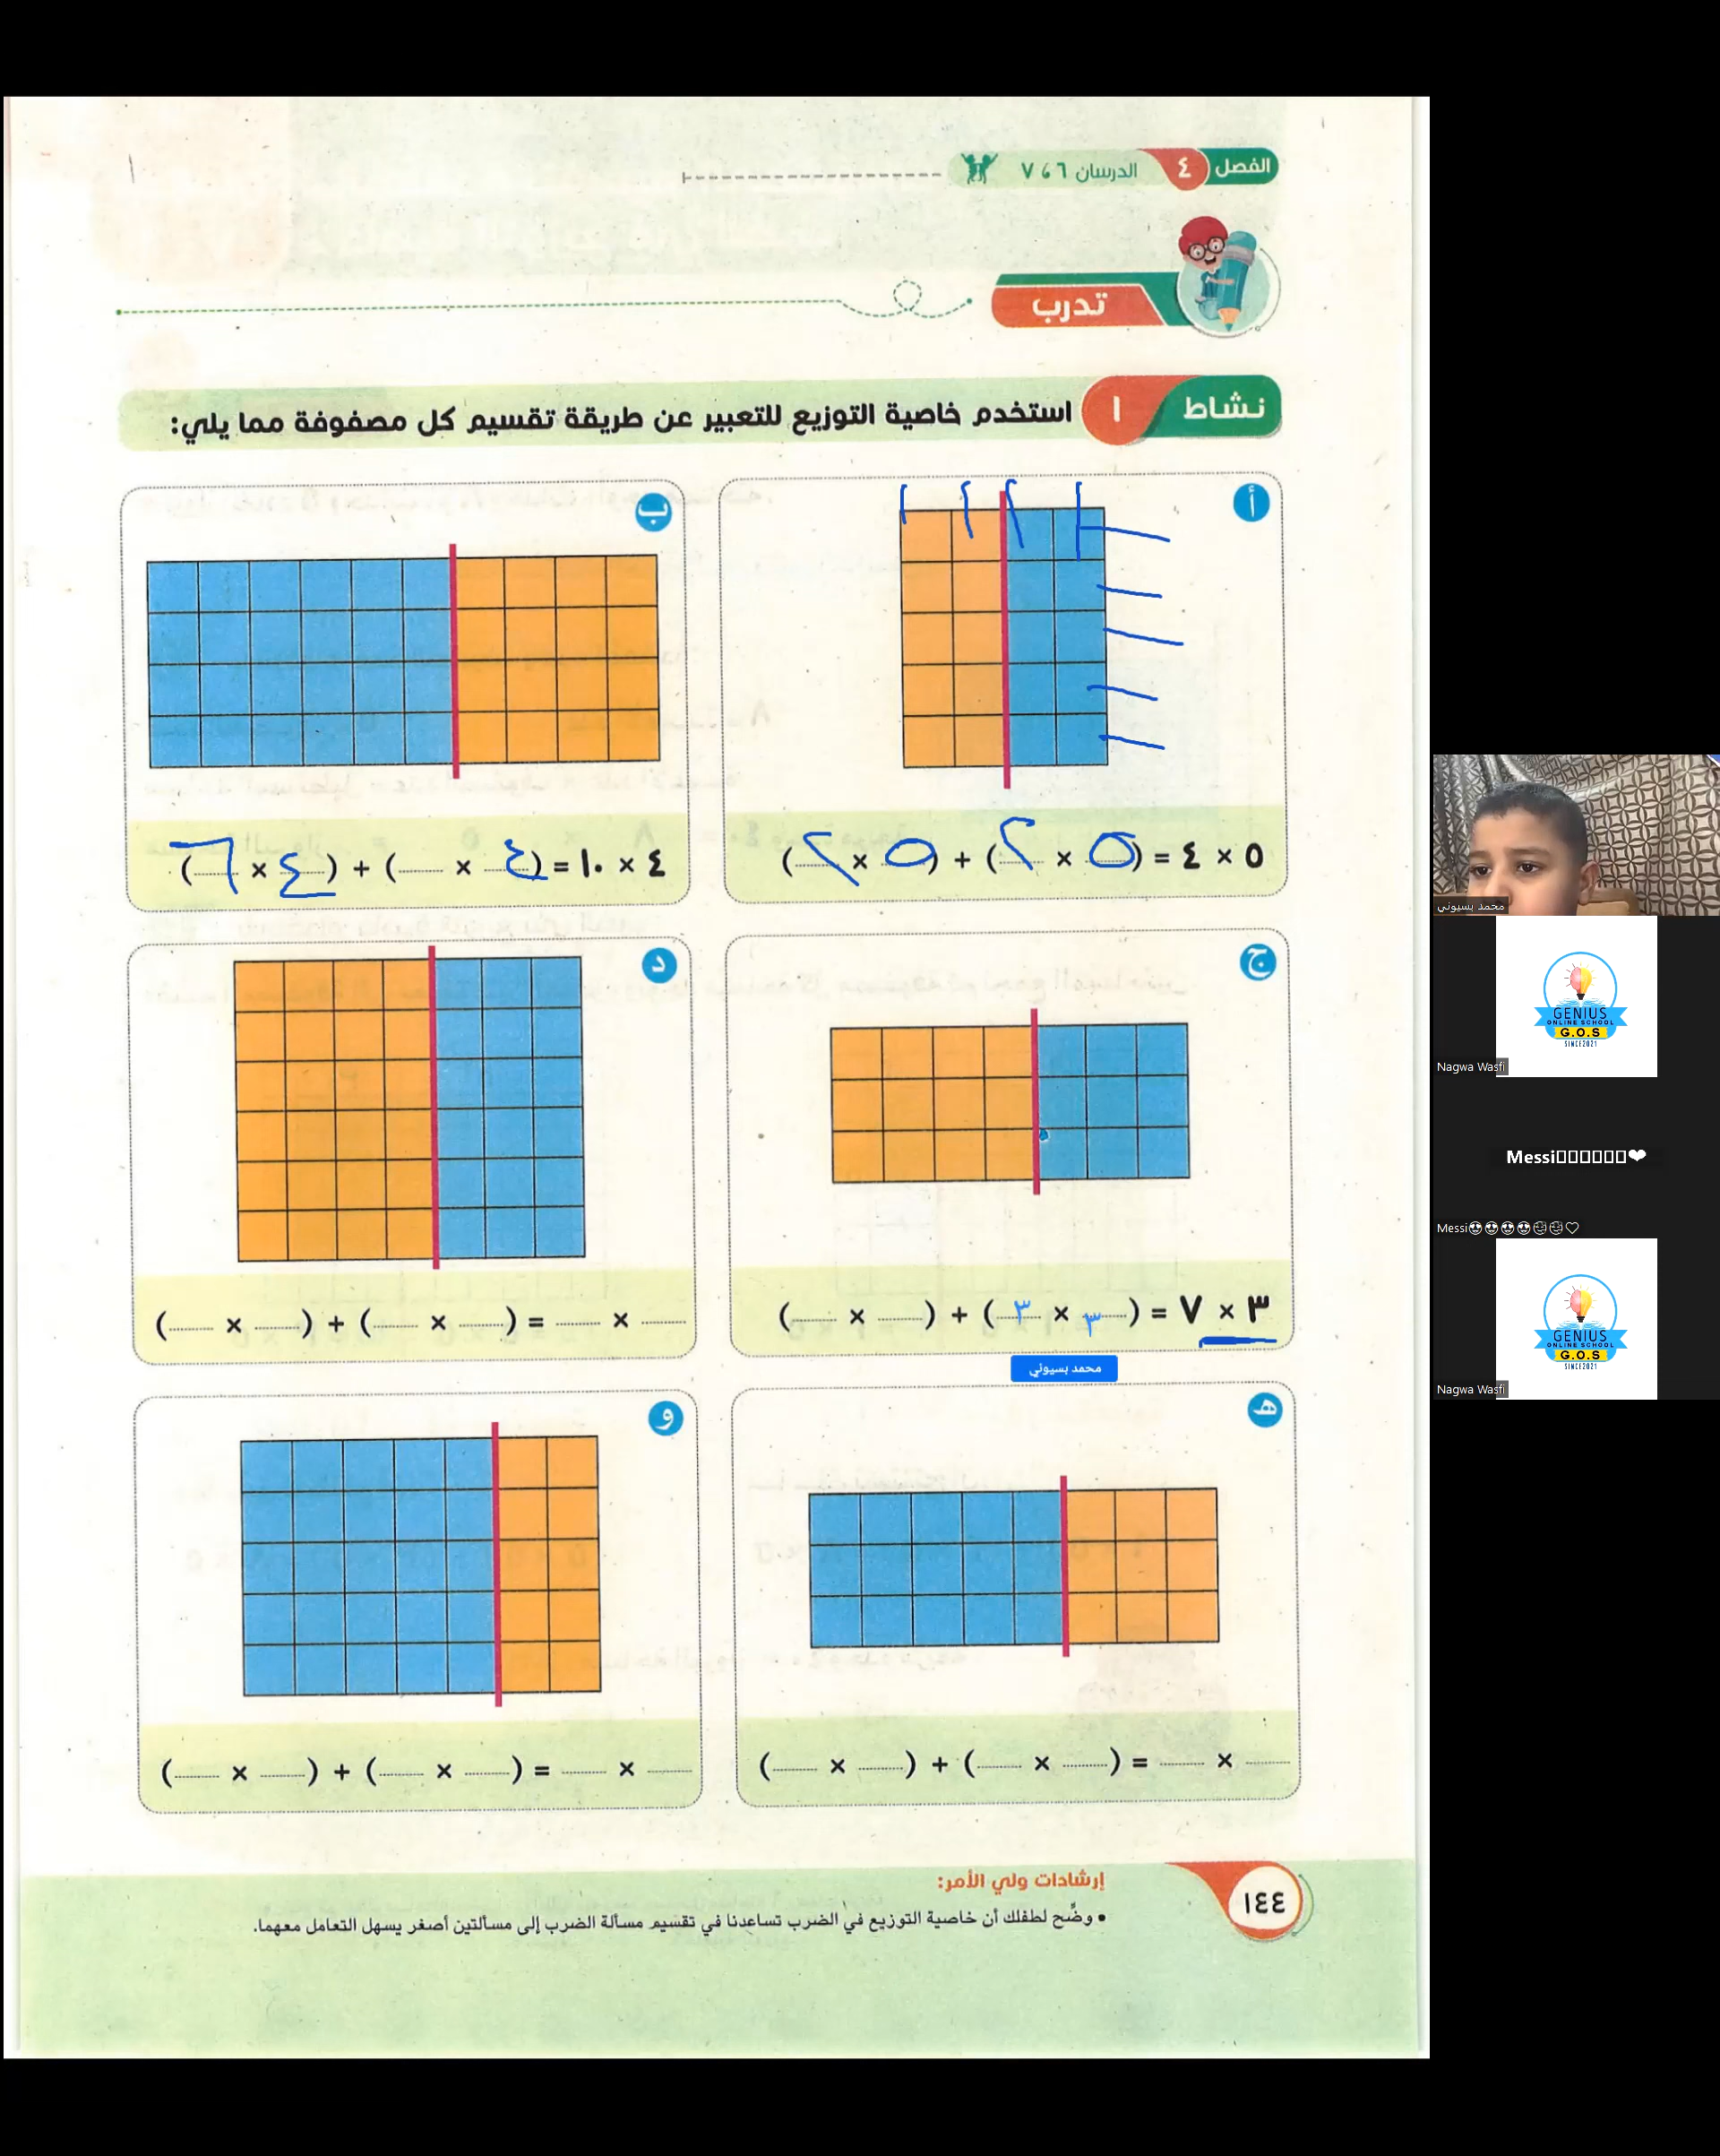 الفصل ٤ الدرسان ٦ ، ٧
تدرب
نشاط ١ استخدم خاصية التوزيع للتعبير عن طريقة تقسيم كل مصفوفة مما يلي:
أ
٥ × ٤ = (٥ × ٢) + (٥ × ٢)
ب
٤ × ١٠ = (٤ × ......) + (٤ × ٦)
ج
٣ × ٧ = (٣ × ٣) + (...... × ......)
محمد بسيوني
د
...... × ...... = (...... × ......) + (...... × ......)
هـ
...... × ...... = (...... × ......) + (...... × ......)
و
...... × ...... = (...... × ......) + (...... × ......)
إرشادات ولي الأمر:
• وضِّح لطفلك أن خاصية التوزيع في الضرب تساعدنا في تقسيم مسألة الضرب إلى مسألتين أصغر يسهل التعامل معهما.
١٤٤
محمد بسيوني
GENIUS
ONLINE SCHOOL
G.O.S
SINCE 2021
Nagwa Wasfi
Messi▯▯▯▯▯▯❤
Messi😍😍😍😍🥰🥰♡
GENIUS
ONLINE SCHOOL
G.O.S
SINCE 2021
Nagwa Wasfi